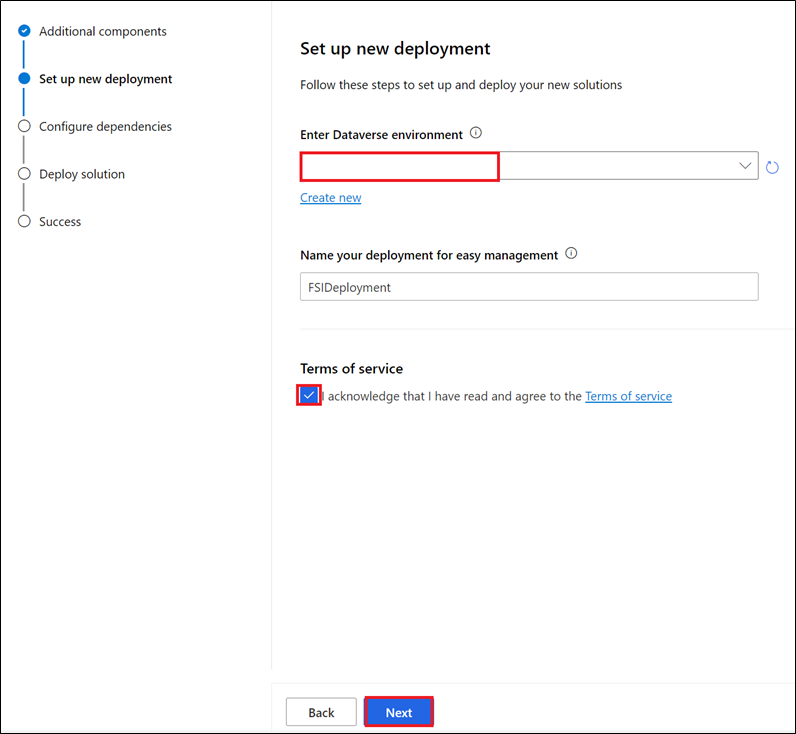 Additional components
Set up new deployment
Configure dependencies
Deploy solution
Success
Set up new deployment
Follow these steps to set up and deploy your new solutions
Enter Dataverse environment
Create new
Name your deployment for easy management
FSIDeployment
Terms of service
I acknowledge that I have read and agree to the Terms of service
Back
Next